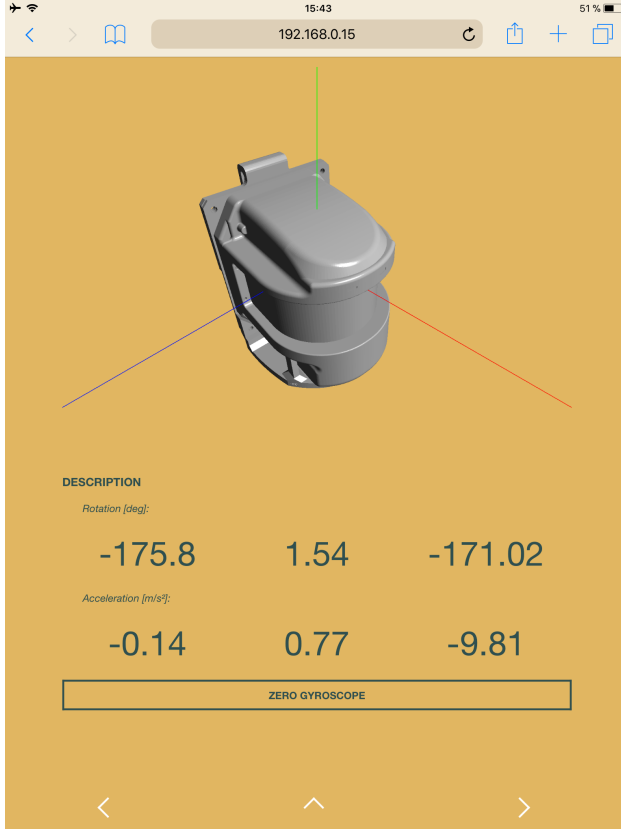 15:43
51 %
192.168.0.15
DESCRIPTION
Rotation [deg]:
-175.8 1.54 -171.02
Acceleration [m/s²]:
-0.14 0.77 -9.81
ZERO GYROSCOPE